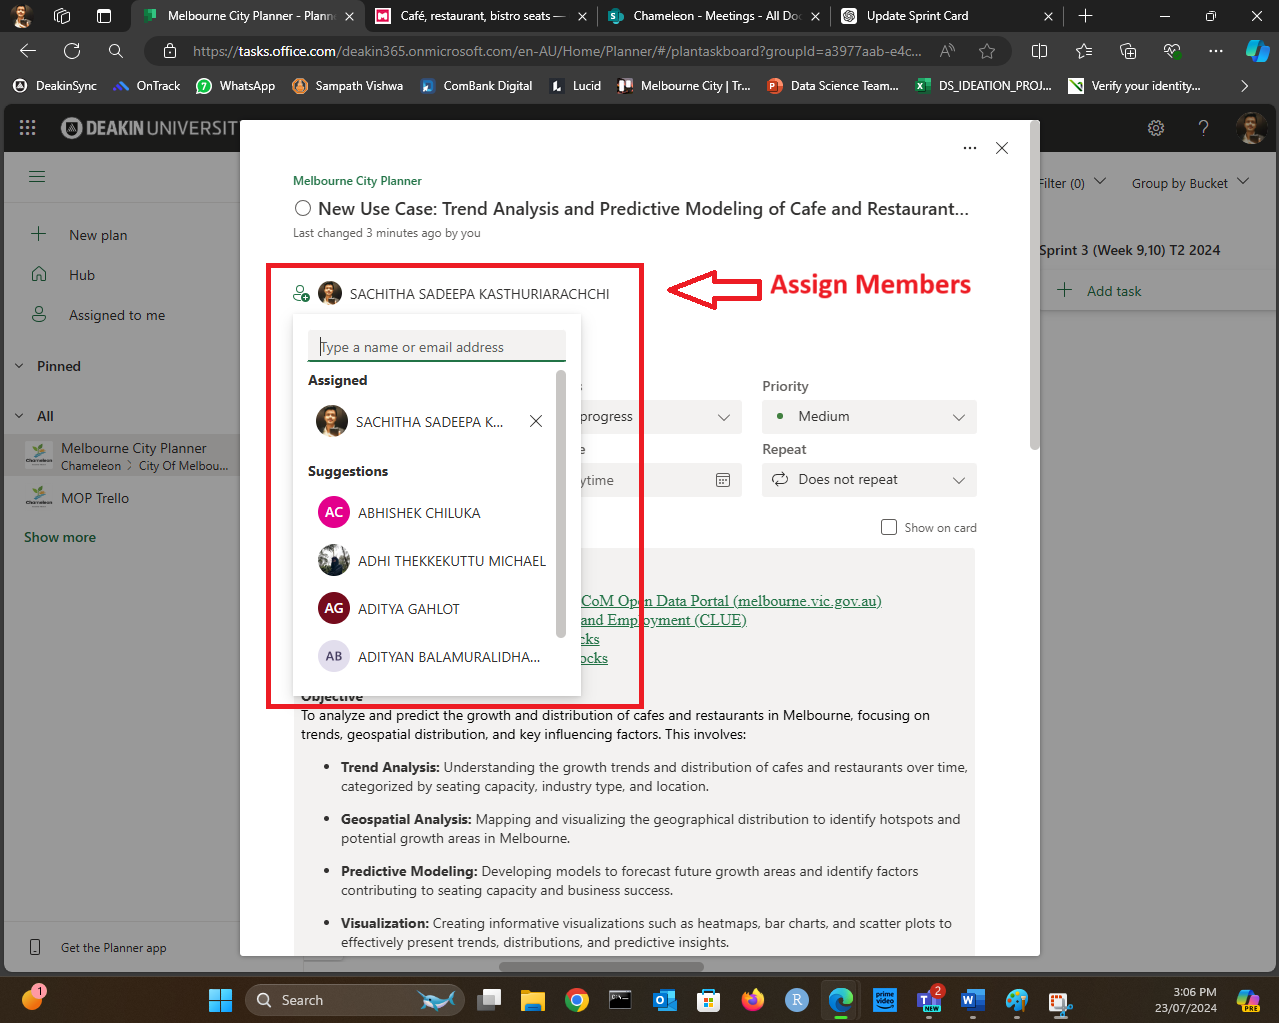 Melbourne City Planner - Plann
Café, restaurant, bistro seats —
Chameleon - Meetings - All Doc
Update Sprint Card
https://tasks.office.com/deakin365.onmicrosoft.com/en-AU/Home/Planner/#/plantaskboard?groupId=a3977aab-e4c...
DeakinSync
OnTrack
WhatsApp
Sampath Vishwa
ComBank Digital
Lucid
Melbourne City | Tr...
Data Science Team...
DS_IDEATION_PROJ...
Verify your identity...
DEAKIN UNIVERSIT
Melbourne City Planner
Filter (0)
Group by Bucket
New Use Case: Trend Analysis and Predictive Modeling of Cafe and Restaurant...
Last changed 3 minutes ago by you
New plan
Hub
Assigned to me
Pinned
All
Melbourne City Planner
Chameleon > City Of Melbou...
MOP Trello
Show more
Get the Planner app
Sprint 3 (Week 9,10) T2 2024
Add task
SACHITHA SADEEPA KASTHURIARACHCHI
Assign Members
Type a name or email address
Assigned
SACHITHA SADEEPA K...
Suggestions
AC ABHISHEK CHILUKA
ADHI THEKKEKUTTU MICHAEL
AG ADITYA GAHLOT
AB ADITYAN BALAMURALIDHA...
progress
Priority
Medium
ytime
Repeat
Does not repeat
Show on card
CoM Open Data Portal (melbourne.vic.gov.au)
and Employment (CLUE)
cks
ocks
Objective
To analyze and predict the growth and distribution of cafes and restaurants in Melbourne, focusing on
trends, geospatial distribution, and key influencing factors. This involves:
• Trend Analysis: Understanding the growth trends and distribution of cafes and restaurants over time,
categorized by seating capacity, industry type, and location.
• Geospatial Analysis: Mapping and visualizing the geographical distribution to identify hotspots and
potential growth areas in Melbourne.
• Predictive Modeling: Developing models to forecast future growth areas and identify factors
contributing to seating capacity and business success.
• Visualization: Creating informative visualizations such as heatmaps, bar charts, and scatter plots to
effectively present trends, distributions, and predictive insights.
1
Search
prime video
NEW
2
3:06 PM
23/07/2024
PRE